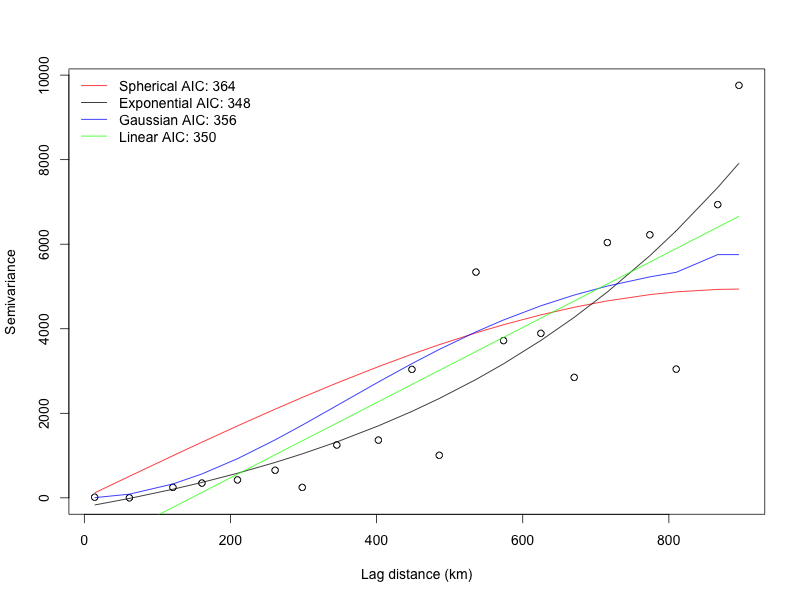 Spherical AIC: 364
Exponential AIC: 348
Gaussian AIC: 356
Linear AIC: 350
10000
8000
6000
4000
2000
0
Semivariance
0 200 400 600 800
Lag distance (km)